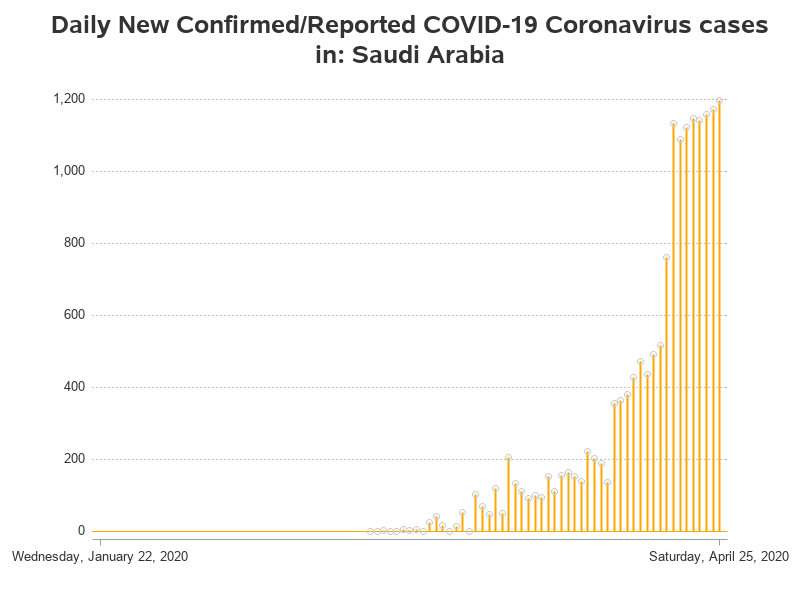 Daily New Confirmed/Reported COVID-19 Coronavirus cases
in: Saudi Arabia
1,200
1,000
800
600
400
200
0
Wednesday, January 22, 2020
Saturday, April 25, 2020